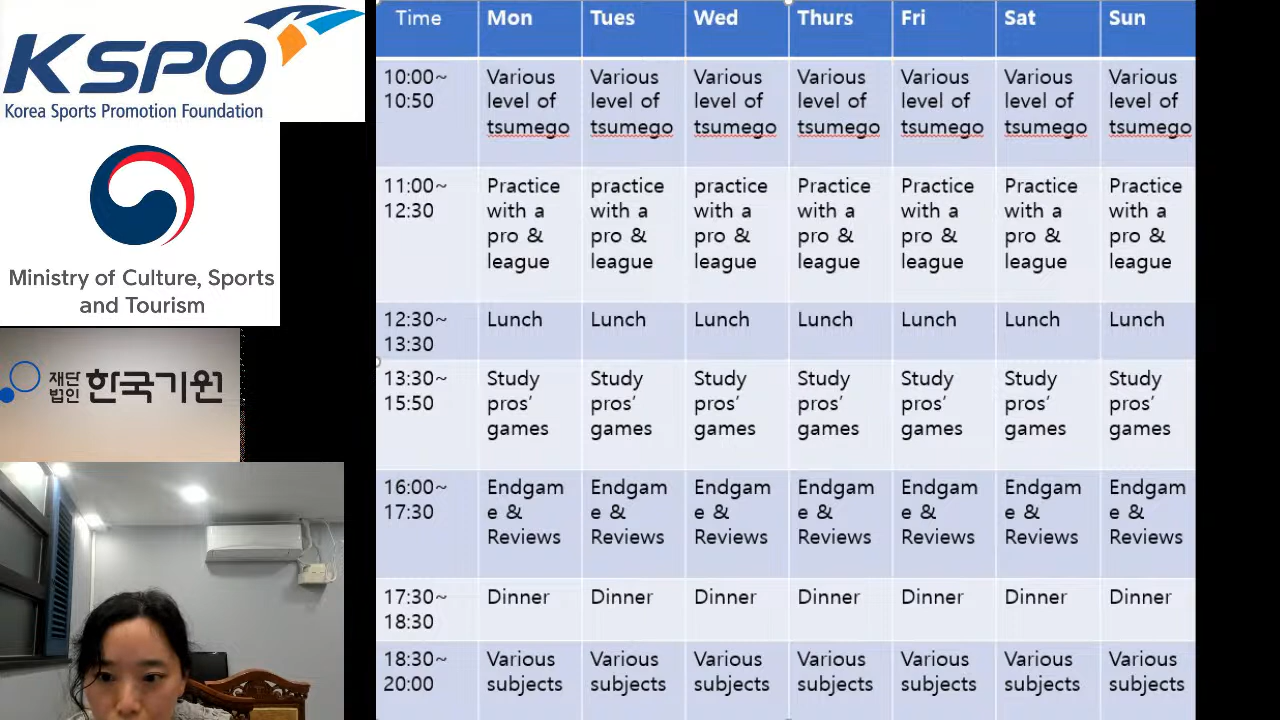 KSPO
Korea Sports Promotion Foundation
Ministry of Culture, Sports
and Tourism
재단
법인
한국기원
Time Mon Tues Wed Thurs Fri Sat Sun
10:00~ Various Various Various Various Various Various Various
10:50 level of level of level of level of level of level of level of
tsumego tsumego tsumego tsumego tsumego tsumego tsumego
11:00~ Practice practice practice Practice Practice Practice Practice
12:30 with a with a with a with a with a with a with a
pro & pro & pro & pro & pro & pro & pro &
league league league league league league league
12:30~ Lunch Lunch Lunch Lunch Lunch Lunch Lunch
13:30
13:30~ Study Study Study Study Study Study Study
15:50 pros’ pros’ pros’ pros’ pros’ pros’ pros’
games games games games games games games
16:00~ Endgam Endgam Endgam Endgam Endgam Endgam Endgam
17:30 e & e & e & e & e & e & e &
Reviews Reviews Reviews Reviews Reviews Reviews Reviews
17:30~ Dinner Dinner Dinner Dinner Dinner Dinner Dinner
18:30
18:30~ Various Various Various Various Various Various Various
20:00 subjects subjects subjects subjects subjects subjects subjects